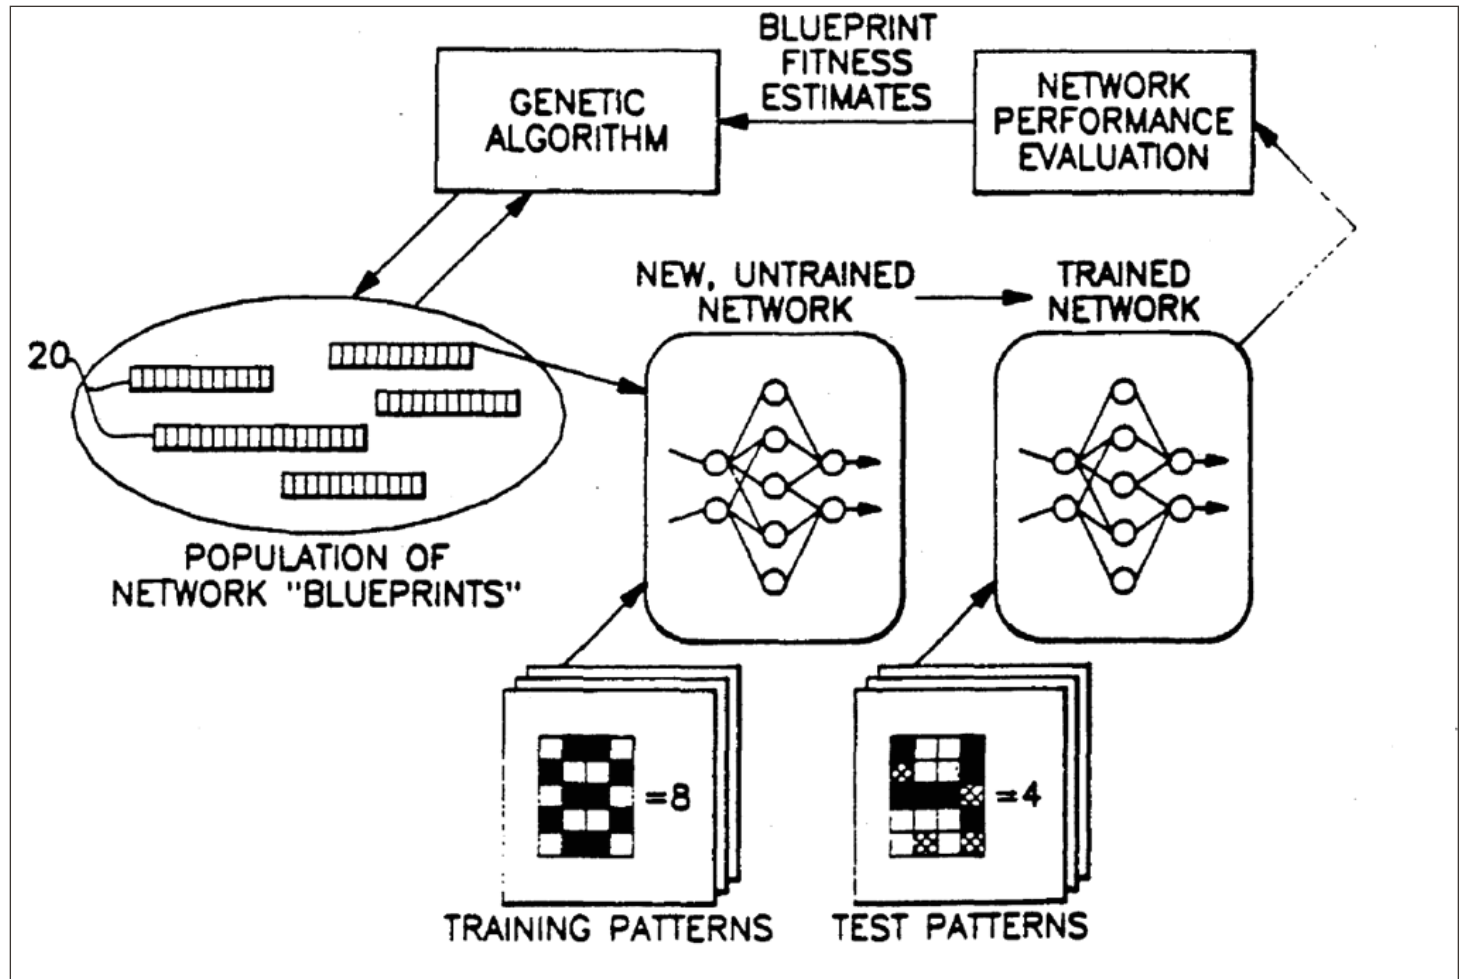 BLUEPRINT
FITNESS
ESTIMATES
GENETIC
ALGORITHM
NETWORK
PERFORMANCE
EVALUATION
NEW, UNTRAINED
NETWORK
TRAINED
NETWORK
20
POPULATION OF
NETWORK "BLUEPRINTS"
=8
=4
TRAINING PATTERNS
TEST PATTERNS